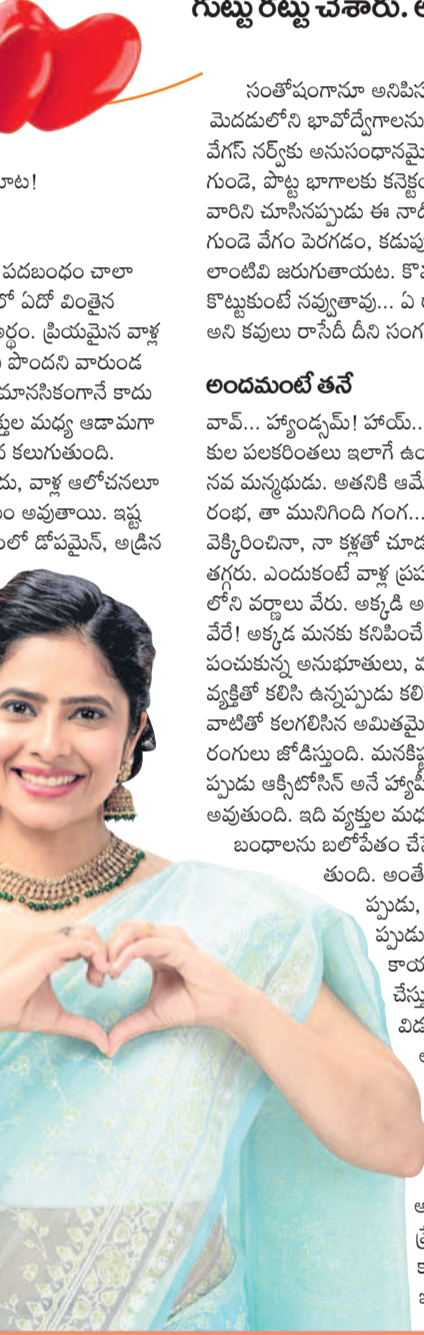 గుట్టు రట్టు చేశారు.
ూట!
పదబంధం చాలా
లో ఏదో వింతైన
ర్థం. ప్రియమైన వాళ్ల
పొందని వారుండ
మానసికంగానే కాదు
క్తుల మధ్య ఆడామగా
న కలుగుతుంది.
దు, వాళ్ల ఆలోచనలూ
ం అవుతాయి. ఇష్ట
ంలో డోపమైన్, అడ్రిన
సంతోషంగానూ అనిపిస
మెదడులోని భావోద్వేగాలను
వేగస్ నర్వ్‌కు అనుసంధానమై
గుండె, పొట్ట భాగాలకు కనెక్ట
వారిని చూసినప్పుడు ఈ నాడీ
గుండె వేగం పెరగడం, కడుపు
లాంటివి జరుగుతాయట. కొ
కొట్టుకుంటే నవ్వుతావు... ఏ
అని కవులు రాసేదీ దీని సంగ
అందమంటే తనే
వావ్... హ్యాండ్సమ్! హాయ్..
కుల పలకరింతలు ఇలాగే ఉం
నవ మన్మథుడు. అతనికి ఆమే
రంభ, తా మునిగింది గంగ...
వెక్కిరించినా, నా కళ్లతో చూడ
తగ్గరు. ఎందుకంటే వాళ్ల ప్రప
లోని వర్ణాలు వేరు. అక్కడి అ
వేరే! అక్కడ మనకు కనిపించే
పంచుకున్న అనుభూతులు,
వ్యక్తితో కలిసి ఉన్నప్పుడు కలి
వాటితో కలగలిసిన అమితమై
రంగులు జోడిస్తుంది. మనకిష్ట
ప్పుడు ఆక్సిటోసిన్ అనే హ్యాపీ
అవుతుంది. ఇది వ్యక్తుల మధ
బంధాలను బలోపేతం చేసే
తుంది. అంతే
ప్పుడు,
ప్పుడు
కాయ
చేస్తు
విడ